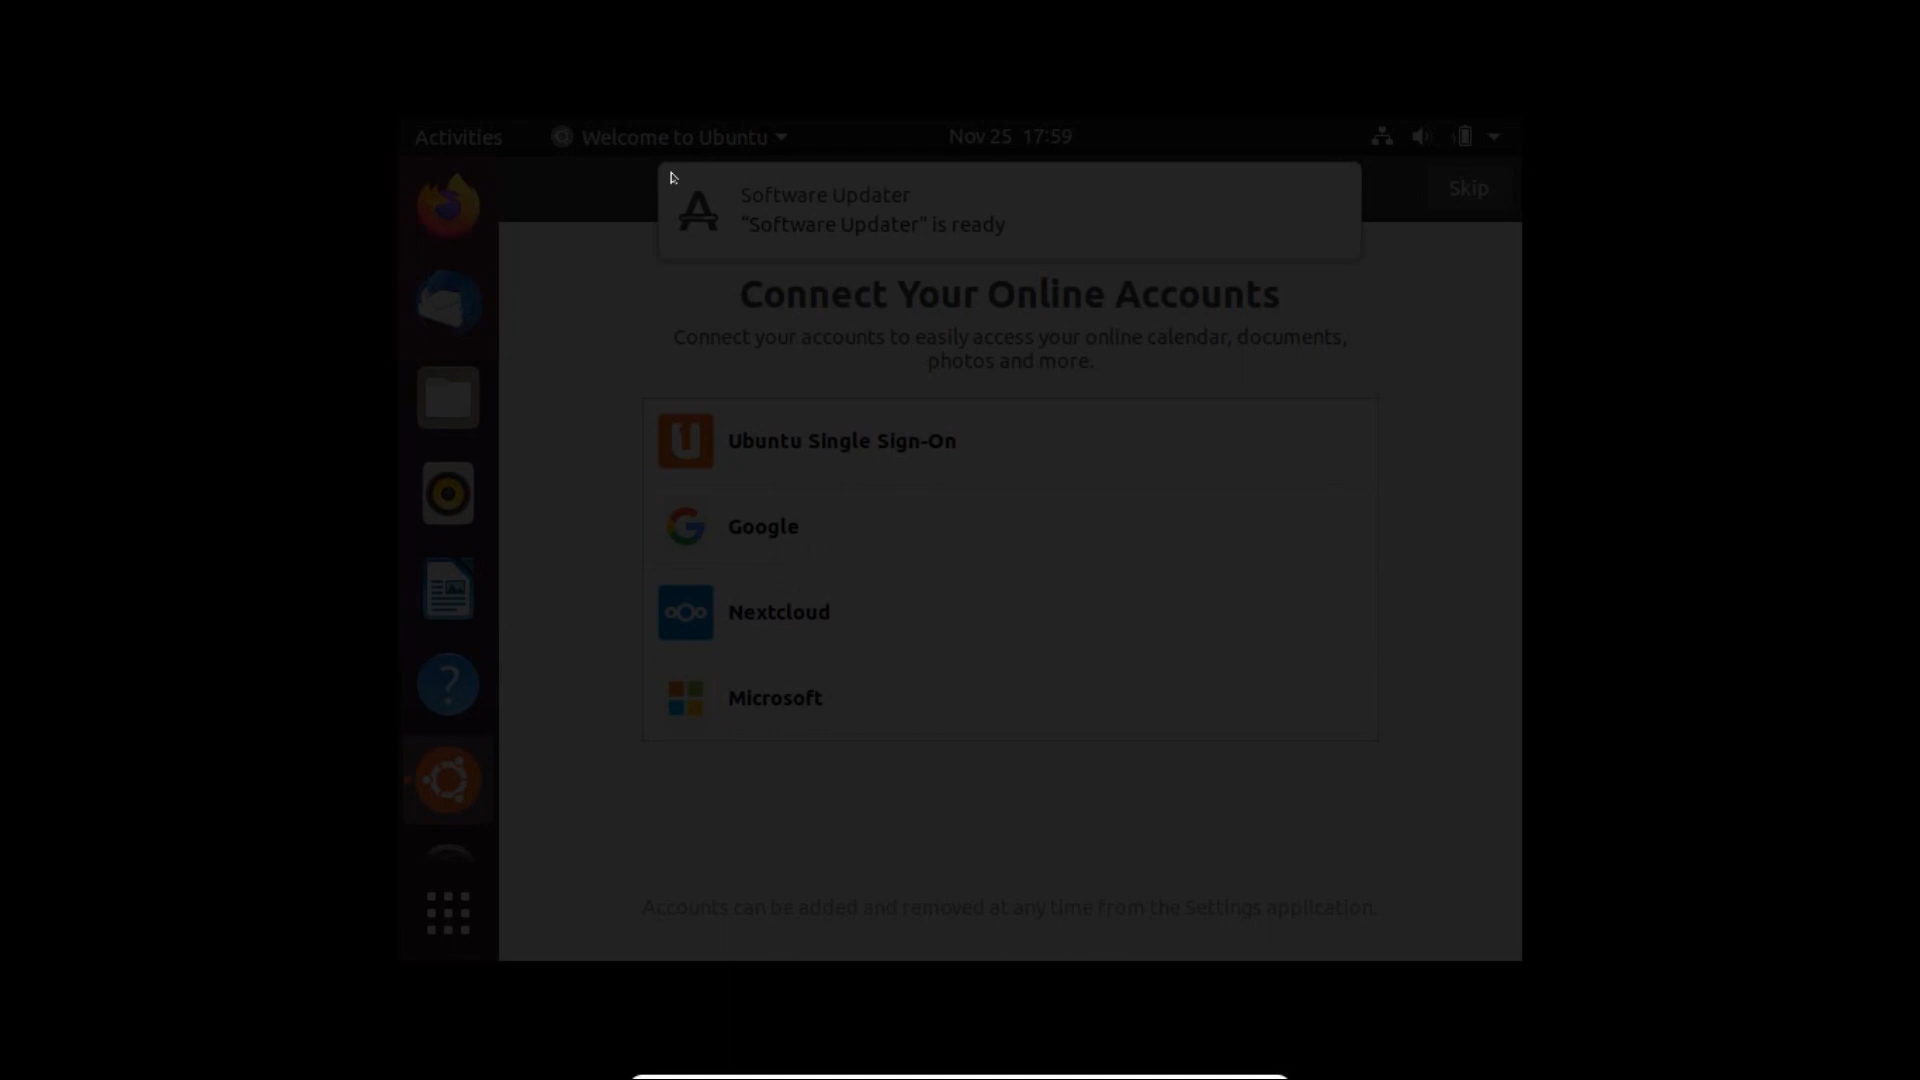 Activities
Welcome to Ubuntu
Nov 25 17:59
Skip
Software Updater
“Software Updater” is ready
Connect Your Online Accounts
Connect your accounts to easily access your online calendar, documents,
photos and more.
Ubuntu Single Sign-On
Google
Nextcloud
Microsoft
Accounts can be added and removed at any time from the Settings application.